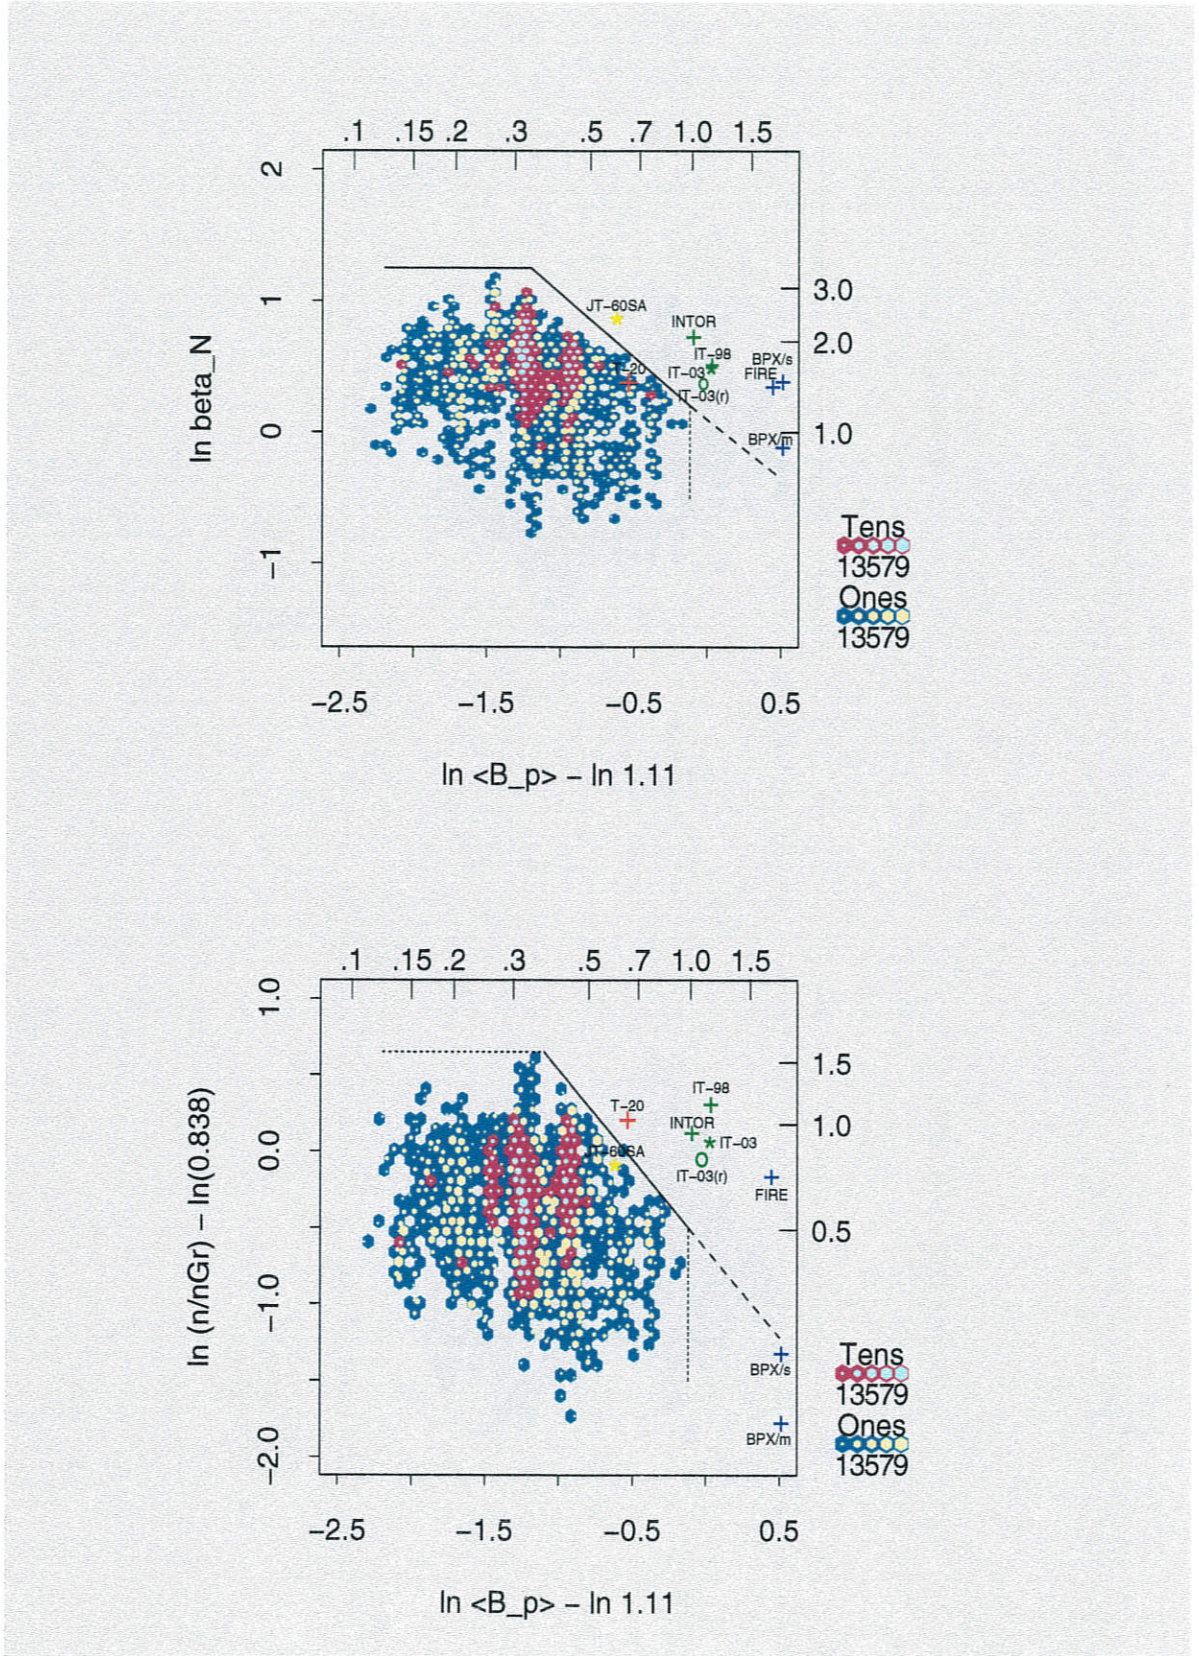 .1 .15 .2 .3 .5 .7 1.0 1.5
2
1
0
−1
ln beta_N
3.0
2.0
1.0
JT−60SA
INTOR
IT−98
BPX/s
T−20
IT−03
FIRE
IT−03(r)
BPX/m
Tens
13579
Ones
13579
−2.5 −1.5 −0.5 0.5
ln <B_p> − ln 1.11
.1 .15 .2 .3 .5 .7 1.0 1.5
1.0
0.0
−1.0
−2.0
ln (n/nGr) − ln(0.838)
1.5
1.0
0.5
IT−98
T−20
INTOR
IT−03
JT−60SA
IT−03(r)
FIRE
BPX/s
BPX/m
Tens
13579
Ones
13579
−2.5 −1.5 −0.5 0.5
ln <B_p> − ln 1.11